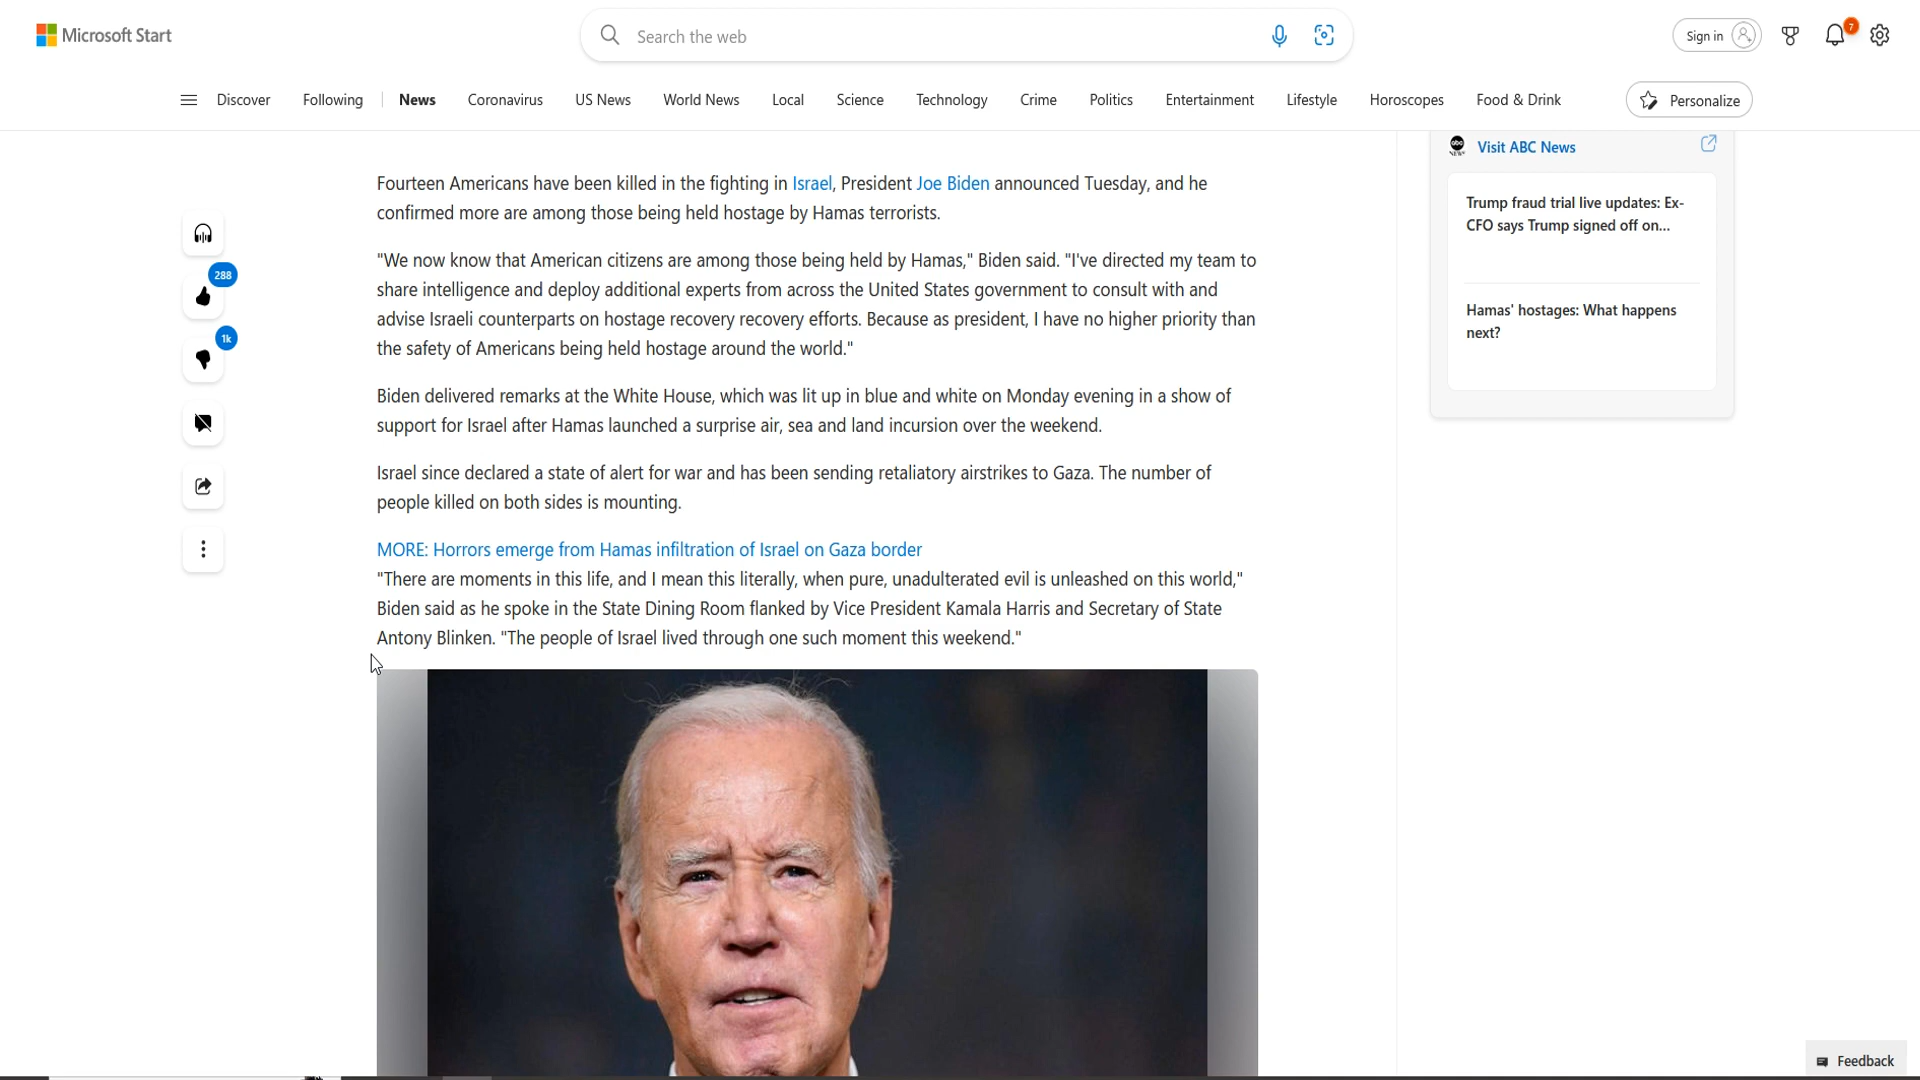 Microsoft Start
Search the web
Sign in
7
Discover
Following
News
Coronavirus
US News
World News
Local
Science
Technology
Crime
Politics
Entertainment
Lifestyle
Horoscopes
Food & Drink
Personalize
288
1k
Fourteen Americans have been killed in the fighting in Israel, President Joe Biden announced Tuesday, and he
confirmed more are among those being held hostage by Hamas terrorists.
"We now know that American citizens are among those being held by Hamas," Biden said. "I've directed my team to
share intelligence and deploy additional experts from across the United States government to consult with and
advise Israeli counterparts on hostage recovery recovery efforts. Because as president, I have no higher priority than
the safety of Americans being held hostage around the world."
Biden delivered remarks at the White House, which was lit up in blue and white on Monday evening in a show of
support for Israel after Hamas launched a surprise air, sea and land incursion over the weekend.
Israel since declared a state of alert for war and has been sending retaliatory airstrikes to Gaza. The number of
people killed on both sides is mounting.
MORE: Horrors emerge from Hamas infiltration of Israel on Gaza border
"There are moments in this life, and I mean this literally, when pure, unadulterated evil is unleashed on this world,"
Biden said as he spoke in the State Dining Room flanked by Vice President Kamala Harris and Secretary of State
Antony Blinken. "The people of Israel lived through one such moment this weekend."
abc NEWS
Visit ABC News
Trump fraud trial live updates: Ex-
CFO says Trump signed off on...
Hamas' hostages: What happens
next?
Feedback